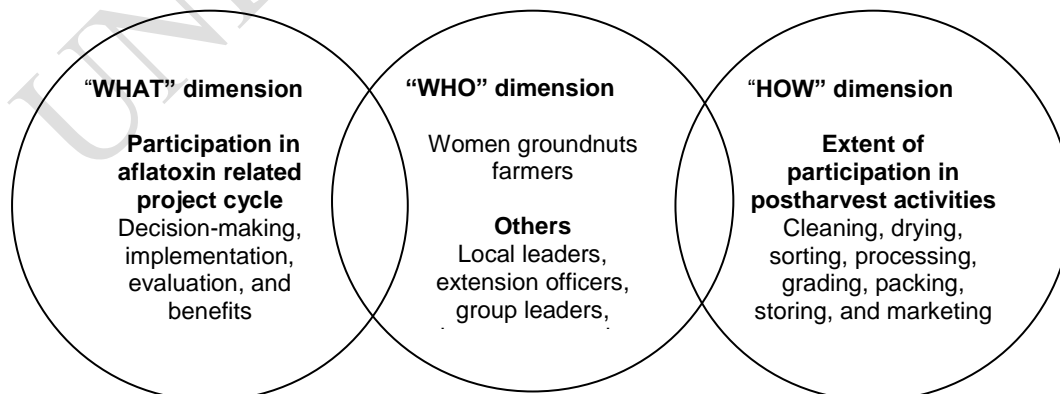 “WHAT” dimension
Participation in
aflatoxin related
project cycle
Decision-making,
implementation,
evaluation, and
benefits
“WHO” dimension
Women groundnuts
farmers
Others
Local leaders,
extension officers,
group leaders,
“HOW” dimension
Extent of
participation in
postharvest activities
Cleaning, drying,
sorting, processing,
grading, packing,
storing, and marketing